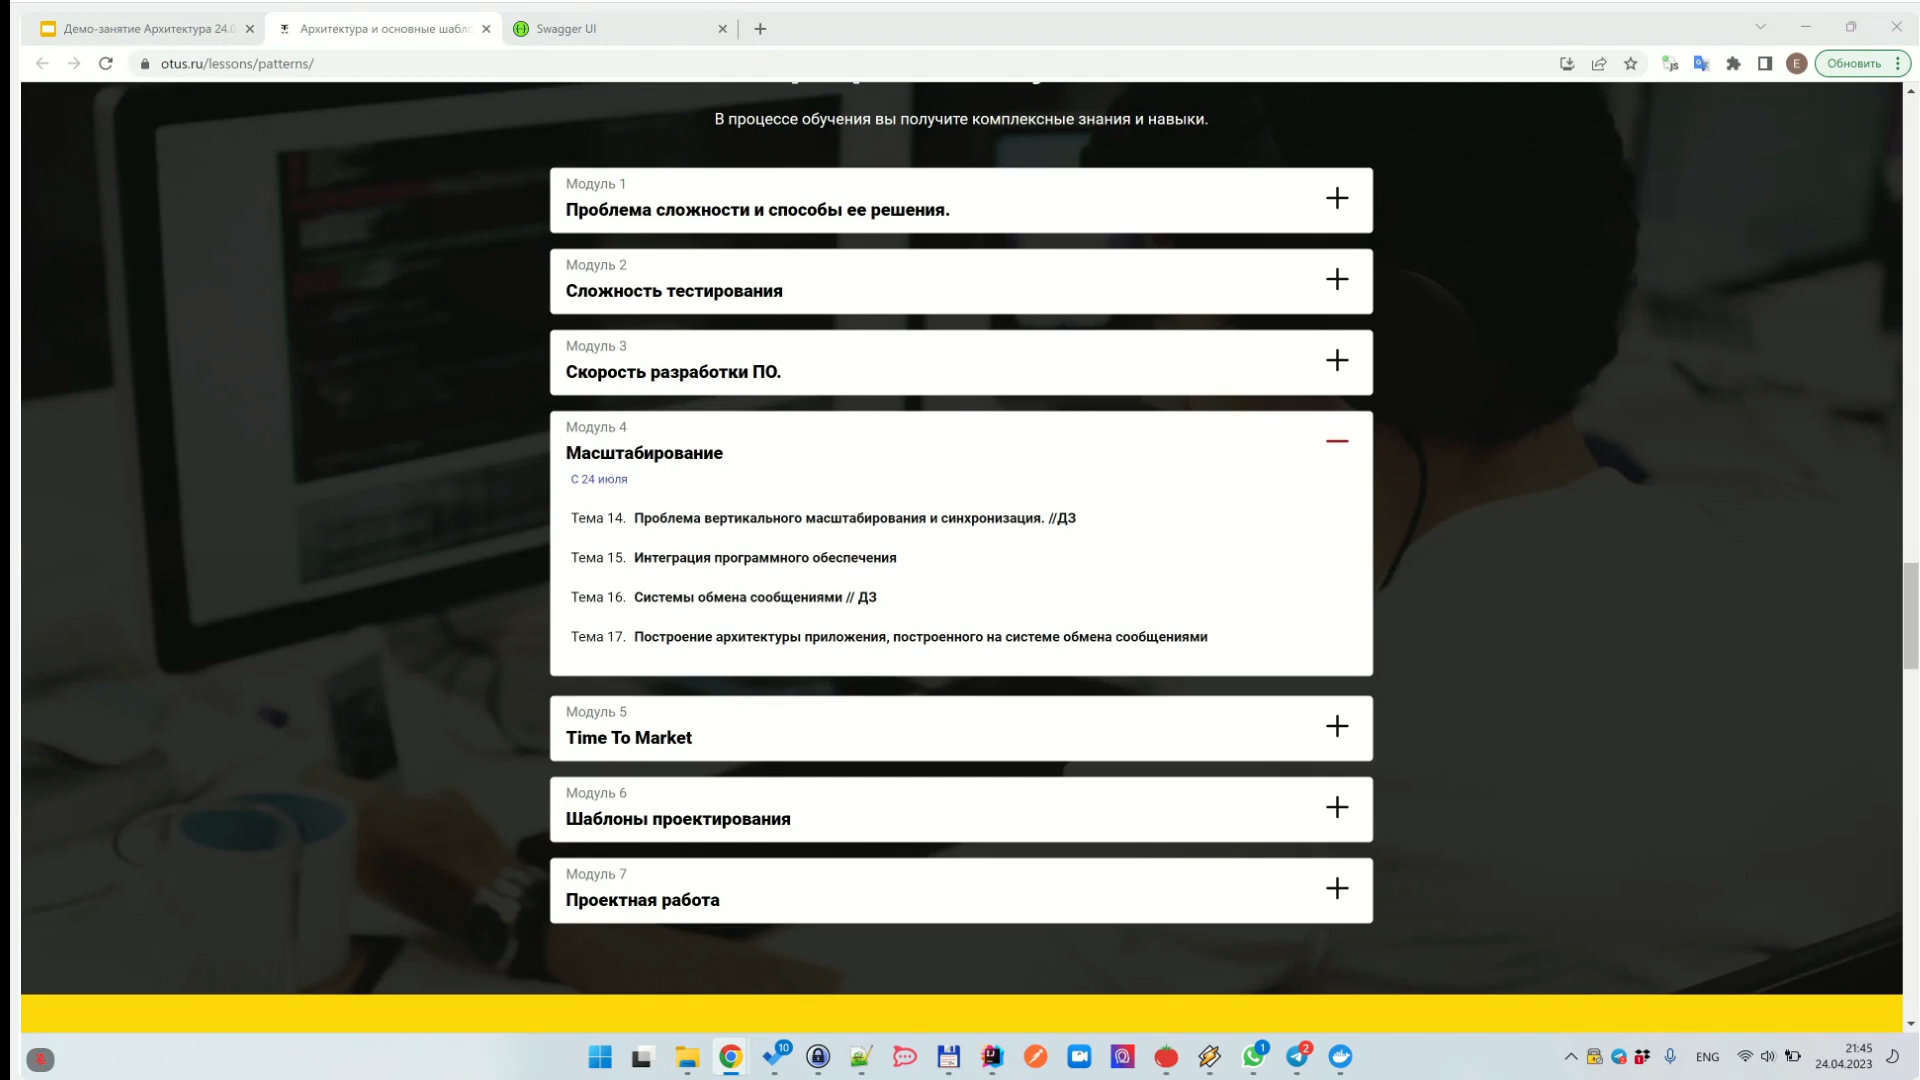 Демо-занятие Архитектура 24.0
Архитектура и основные шабло
Swagger UI
otus.ru/lessons/patterns/
E
Обновить
В процессе обучения вы получите комплексные знания и навыки.
Модуль 1
Проблема сложности и способы ее решения.
Модуль 2
Сложность тестирования
Модуль 3
Скорость разработки ПО.
Модуль 4
Масштабирование
С 24 июля
Тема 14. Проблема вертикального масштабирования и синхронизация. //ДЗ
Тема 15. Интеграция программного обеспечения
Тема 16. Системы обмена сообщениями // ДЗ
Тема 17. Построение архитектуры приложения, построенного на системе обмена сообщениями
Модуль 5
Time To Market
Модуль 6
Шаблоны проектирования
Модуль 7
Проектная работа
10
1
2
ENG
21:45
24.04.2023